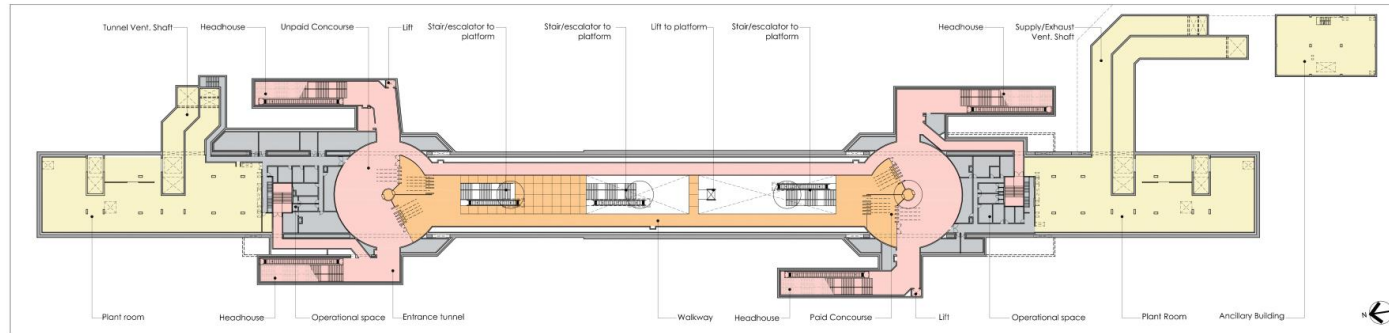 Tunnel Vent. Shaft
Headhouse
Unpaid Concourse
Lift
Stair/escalator to
platform
Stair/escalator to
platform
Lift to platform
Stair/escalator to
platform
Headhouse
Supply/Exhaust
Vent. Shaft
Plant room
Headhouse
Operational space
Entrance tunnel
Walkway
Headhouse
Paid Concourse
Lift
Operational space
Plant Room
Ancillary Building
N